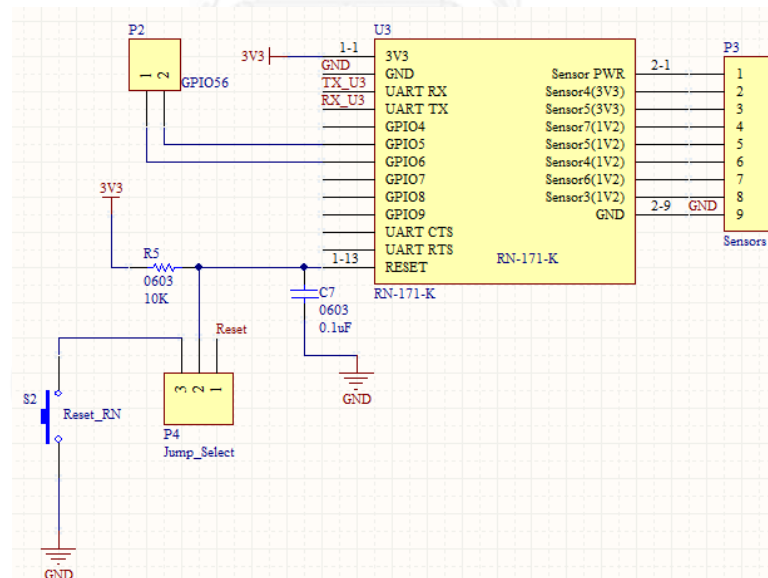 P2
1
2
GPIO56
3V3
1-1
GND
TX_U3
RX_U3
U3
3V3
GND
UART RX
UART TX
GPIO4
GPIO5
GPIO6
GPIO7
GPIO8
GPIO9
UART CTS
UART RTS
1-13
RESET
Sensor PWR
Sensor4(3V3)
Sensor5(3V3)
Sensor7(1V2)
Sensor5(1V2)
Sensor4(1V2)
Sensor6(1V2)
Sensor3(1V2)
GND
RN-171-K
RN-171-K
2-1
2-9
GND
P3
1
2
3
4
5
6
7
8
9
Sensors
3V3
R5
0603
10K
C7
0603
0.1uF
GND
Reset
3
2
1
P4
Jump_Select
S2
Reset_RN
GND